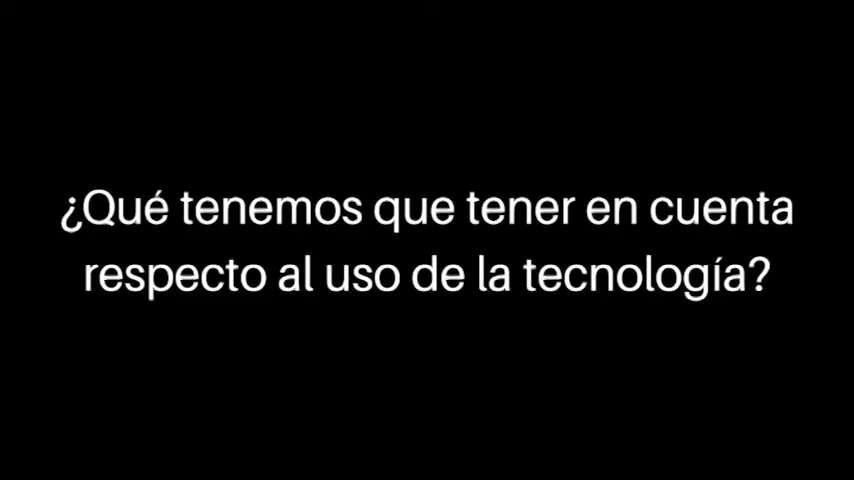 ¿Qué tenemos que tener en cuenta
respecto al uso de la tecnología?